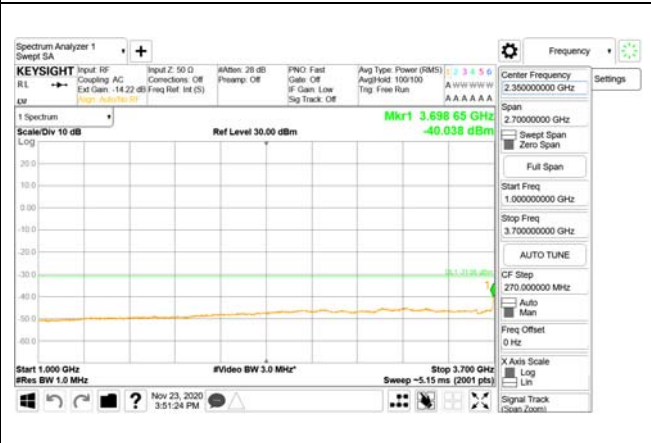 Spectrum Analyzer 1
Swept SA
Frequency
KEYSIGHT
Input: RF
Coupling: AC
Ext Gain: -14.22 dB
Align: Auto/No RF
Input Z: 50 Ω
Corrections: Off
Freq Ref: Int (S)
#Atten: 28 dB
Preamp: Off
PNO: Fast
Gate: Off
IF Gain: Low
Sig Track: Off
Avg Type: Power (RMS)
Avg|Hold: 100/100
Trig: Free Run
1 2 3 4 5 6
A W W W W W
A A A A A A
R L
LXI
Settings
1 Spectrum
Scale/Div 10 dB
Log
Ref Level 30.00 dBm
Mkr1 3.698 65 GHz
-40.038 dBm
20.0
10.0
0.00
-10.0
-20.0
-30.0
-40.0
-50.0
-60.0
1
Start 1.000 GHz
#Res BW 1.0 MHz
#Video BW 3.0 MHz*
Stop 3.700 GHz
Sweep ~5.15 ms (2001 pts)
Center Frequency
2.350000000 GHz
Span
2.70000000 GHz
Swept Span
Zero Span
Full Span
Start Freq
1.000000000 GHz
Stop Freq
3.700000000 GHz
AUTO TUNE
CF Step
270.000000 MHz
Auto
Man
Freq Offset
0 Hz
X Axis Scale
Log
Lin
Signal Track
(Span Zoom)
?
Nov 23, 2020
3:51:24 PM